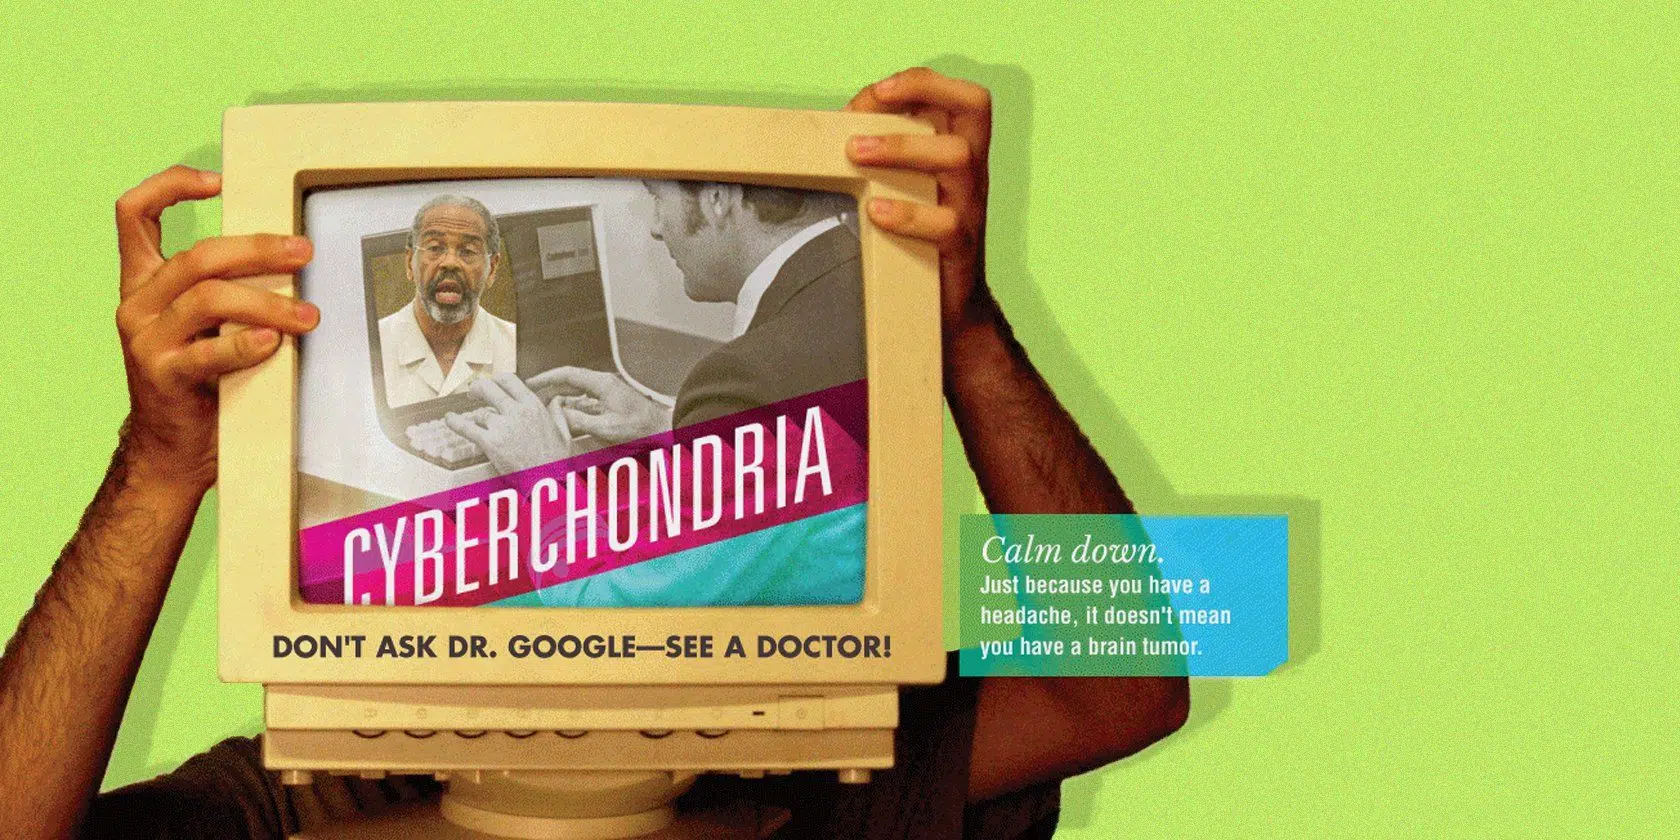 CYBERCHONDRIA
DON'T ASK DR. GOOGLE—SEE A DOCTOR!
Calm down.
Just because you have a
headache, it doesn't mean
you have a brain tumor.